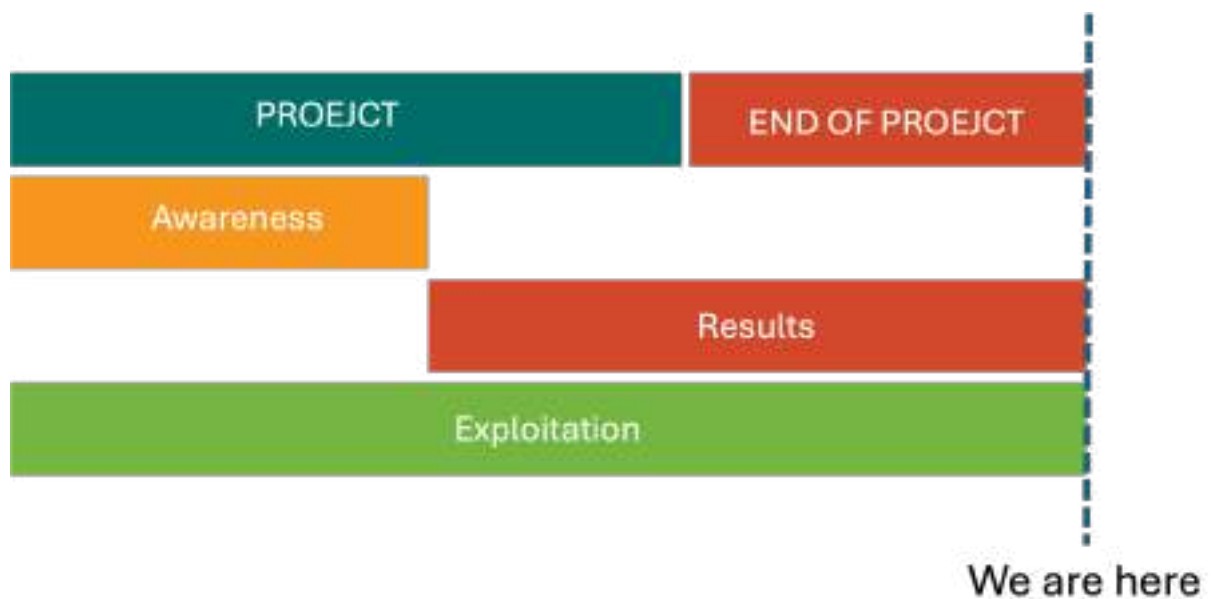 PROEJCT
END OF PROEJCT
Awareness
Results
Exploitation
We are here